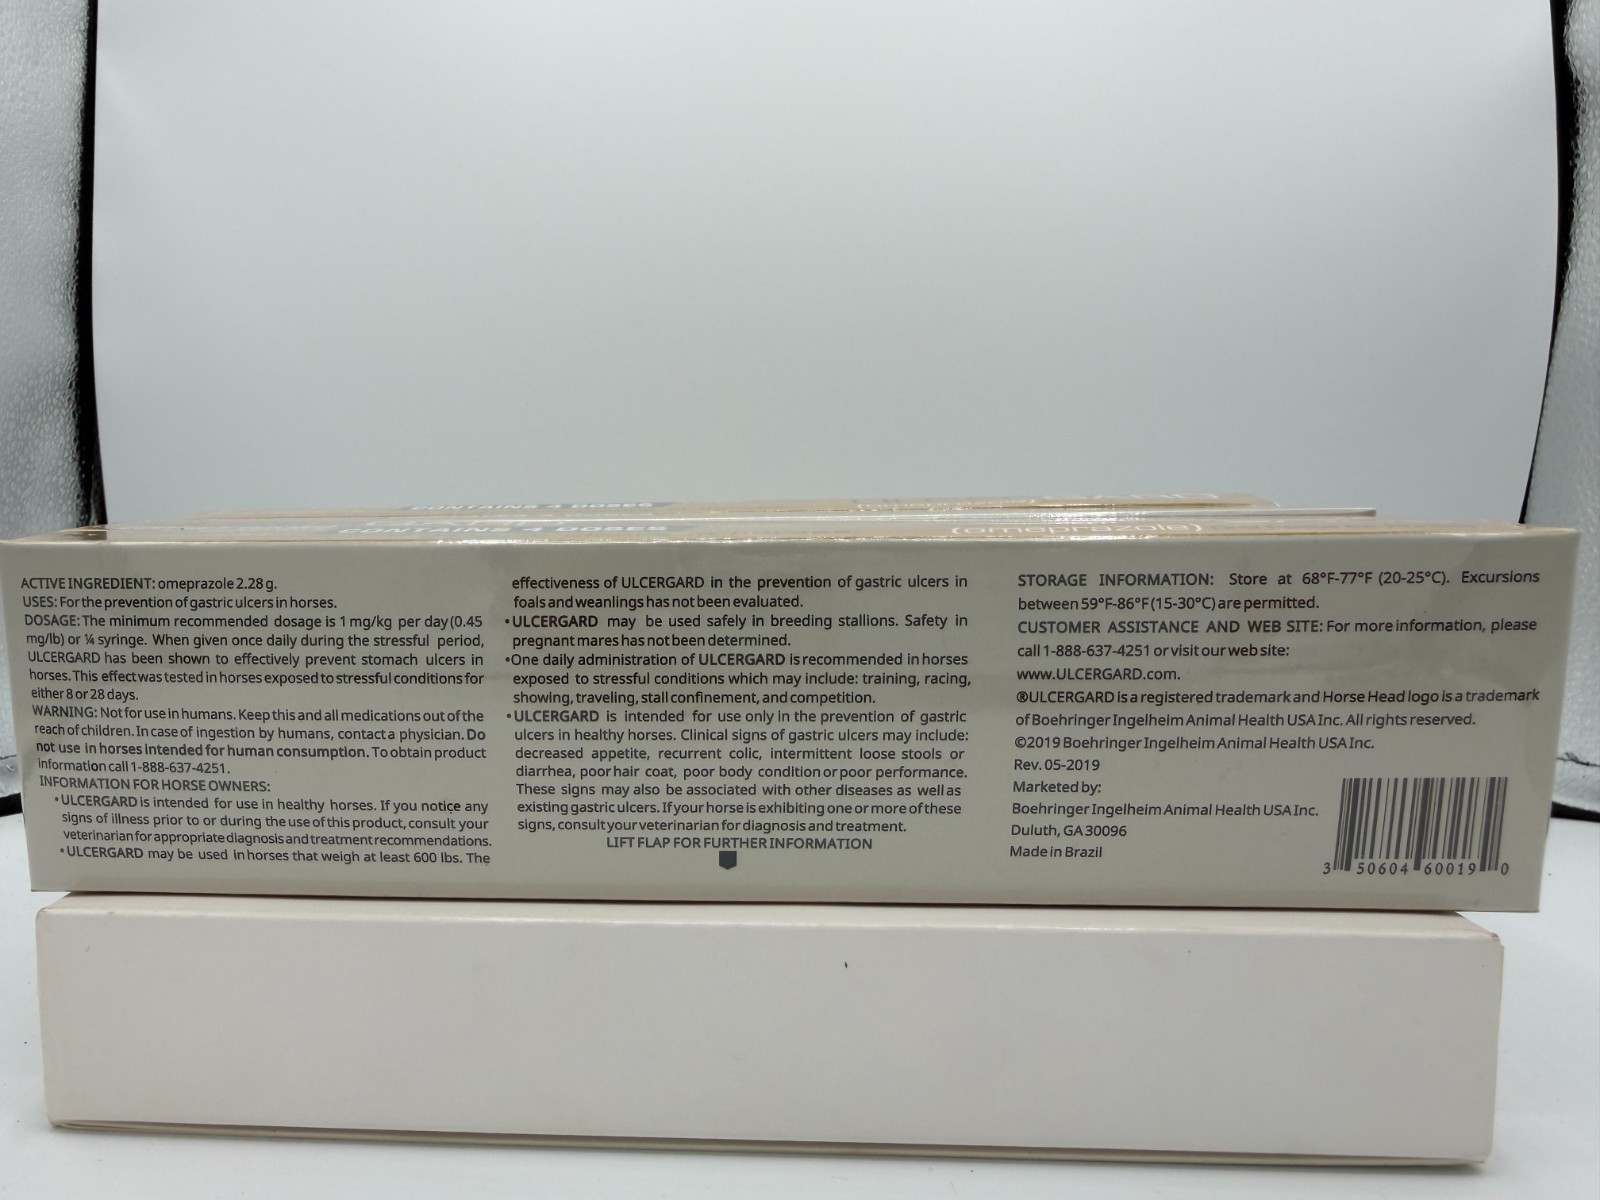 CONTAINS 4 DOSES
CONTAINS 4 DOSES
(omeprazole)
ACTIVE INGREDIENT: omeprazole 2.28 g.
USES: For the prevention of gastric ulcers in horses.
DOSAGE: The minimum recommended dosage is 1 mg/kg per day (0.45
mg/lb) or ¼ syringe. When given once daily during the stressful period,
ULCERGARD has been shown to effectively prevent stomach ulcers in
horses. This effect was tested in horses exposed to stressful conditions for
either 8 or 28 days.
WARNING: Not for use in humans. Keep this and all medications out of the
reach of children. In case of ingestion by humans, contact a physician. Do
not use in horses intended for human consumption. To obtain product
information call 1-888-637-4251.
INFORMATION FOR HORSE OWNERS:
• ULCERGARD is intended for use in healthy horses. If you notice any
signs of illness prior to or during the use of this product, consult your
veterinarian for appropriate diagnosis and treatment recommendations.
• ULCERGARD may be used in horses that weigh at least 600 lbs. The
effectiveness of ULCERGARD in the prevention of gastric ulcers in
foals and weanlings has not been evaluated.
• ULCERGARD may be used safely in breeding stallions. Safety in
pregnant mares has not been determined.
• One daily administration of ULCERGARD is recommended in horses
exposed to stressful conditions which may include: training, racing,
showing, traveling, stall confinement, and competition.
• ULCERGARD is intended for use only in the prevention of gastric
ulcers in healthy horses. Clinical signs of gastric ulcers may include:
decreased appetite, recurrent colic, intermittent loose stools or
diarrhea, poor hair coat, poor body condition or poor performance.
These signs may also be associated with other diseases as well as
existing gastric ulcers. If your horse is exhibiting one or more of these
signs, consult your veterinarian for diagnosis and treatment.
LIFT FLAP FOR FURTHER INFORMATION
STORAGE INFORMATION: Store at 68°F-77°F (20-25°C). Excursions
between 59°F-86°F (15-30°C) are permitted.
CUSTOMER ASSISTANCE AND WEB SITE: For more information, please
call 1-888-637-4251 or visit our web site:
www.ULCERGARD.com.
®ULCERGARD is a registered trademark and Horse Head logo is a trademark
of Boehringer Ingelheim Animal Health USA Inc. All rights reserved.
©2019 Boehringer Ingelheim Animal Health USA Inc.
Rev. 05-2019
Marketed by:
Boehringer Ingelheim Animal Health USA Inc.
Duluth, GA 30096
Made in Brazil
3 50604 60019 0